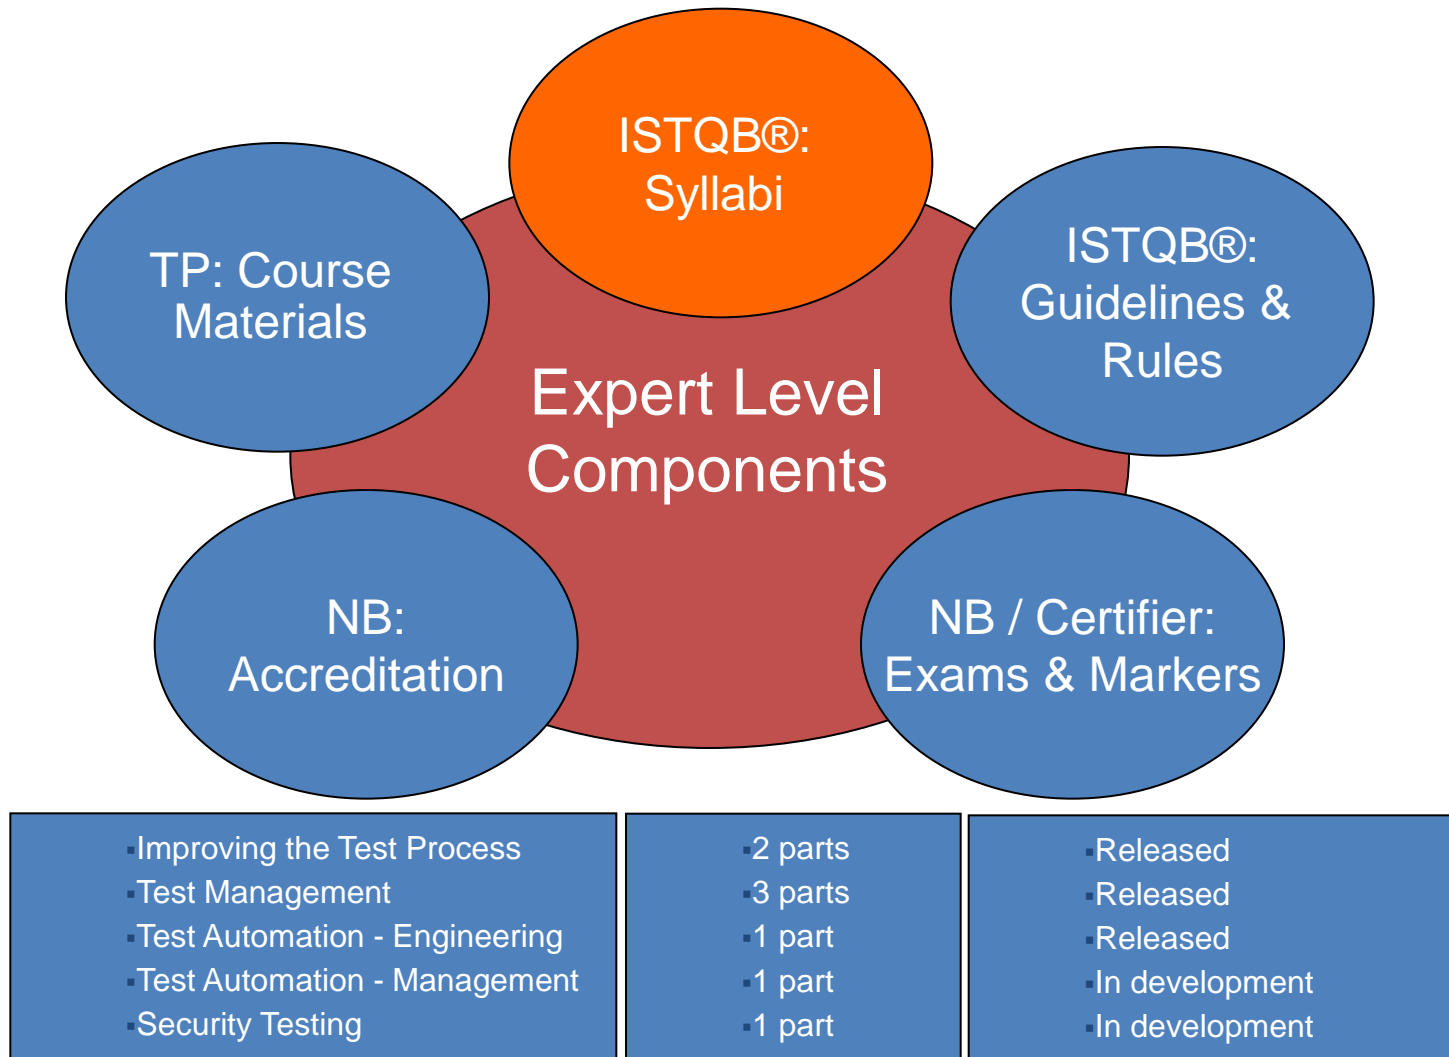 ISTQB®:
Syllabi
TP: Course
Materials
ISTQB®:
Guidelines &
Rules
Expert Level
Components
NB:
Accreditation
NB / Certifier:
Exams & Markers
▪Improving the Test Process
▪Test Management
▪Test Automation - Engineering
▪Test Automation - Management
▪Security Testing
▪2 parts
▪3 parts
▪1 part
▪1 part
▪1 part
▪Released
▪Released
▪Released
▪In development
▪In development